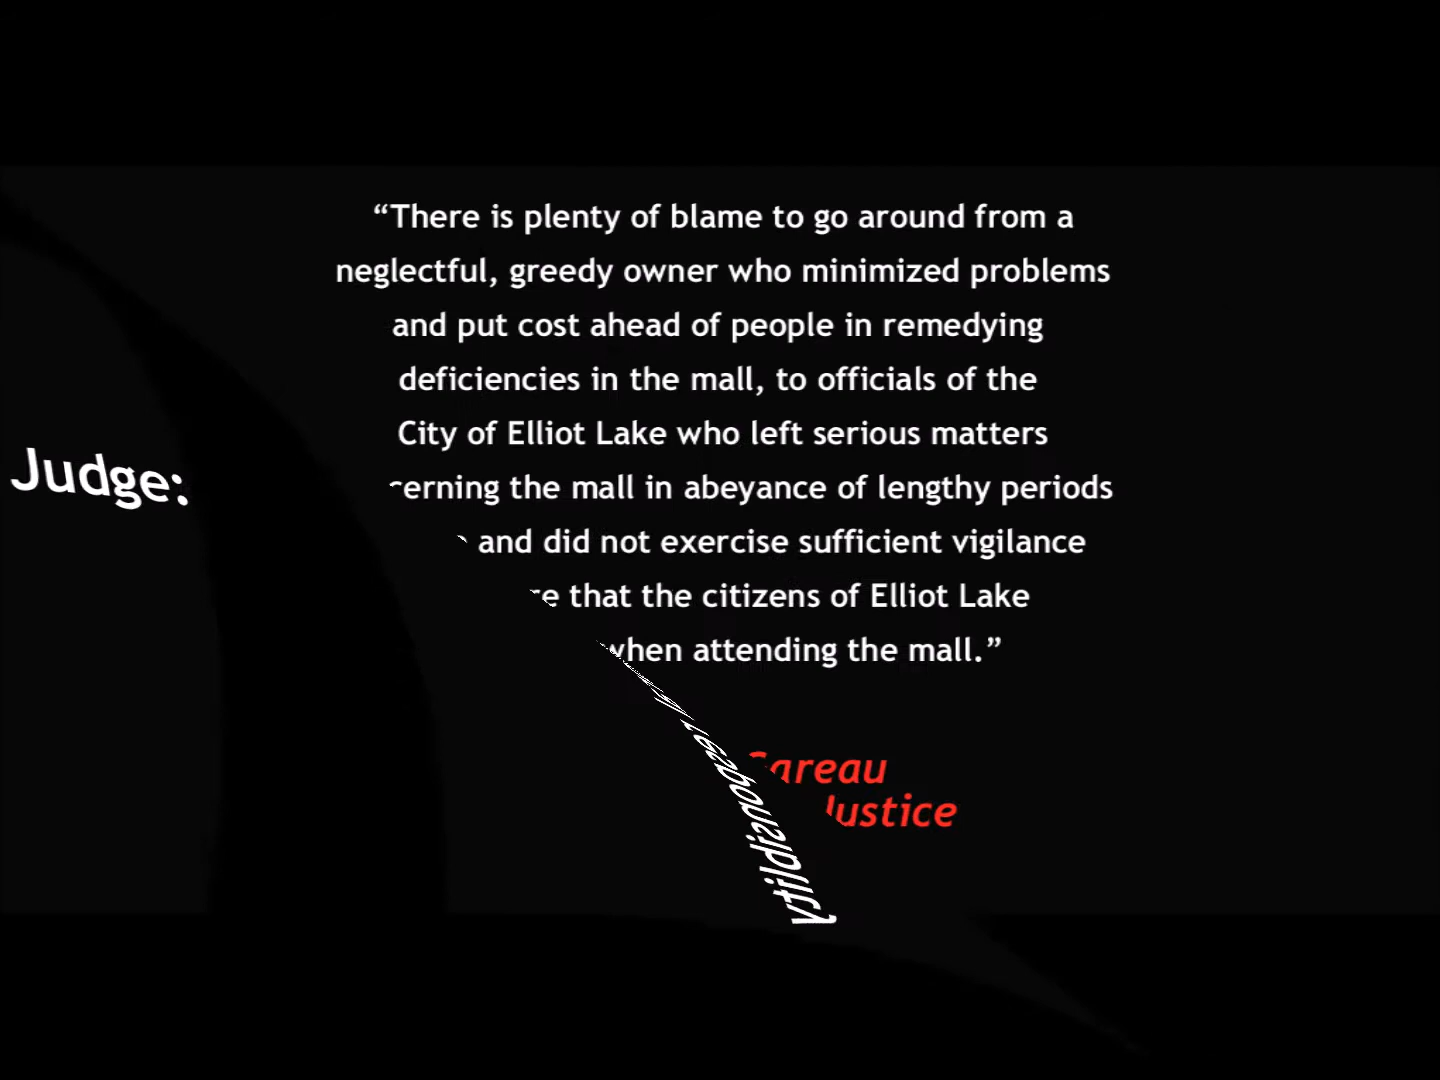 “There is plenty of blame to go around from a
neglectful, greedy owner who minimized problems
and put cost ahead of people in remedying
deficiencies in the mall, to officials of the
City of Elliot Lake who left serious matters
the mall in abeyance of lengthy periods
and did not exercise sufficient vigilance
that the citizens of Elliot Lake
when attending the mall.”
Judge:
Gareau
Justice